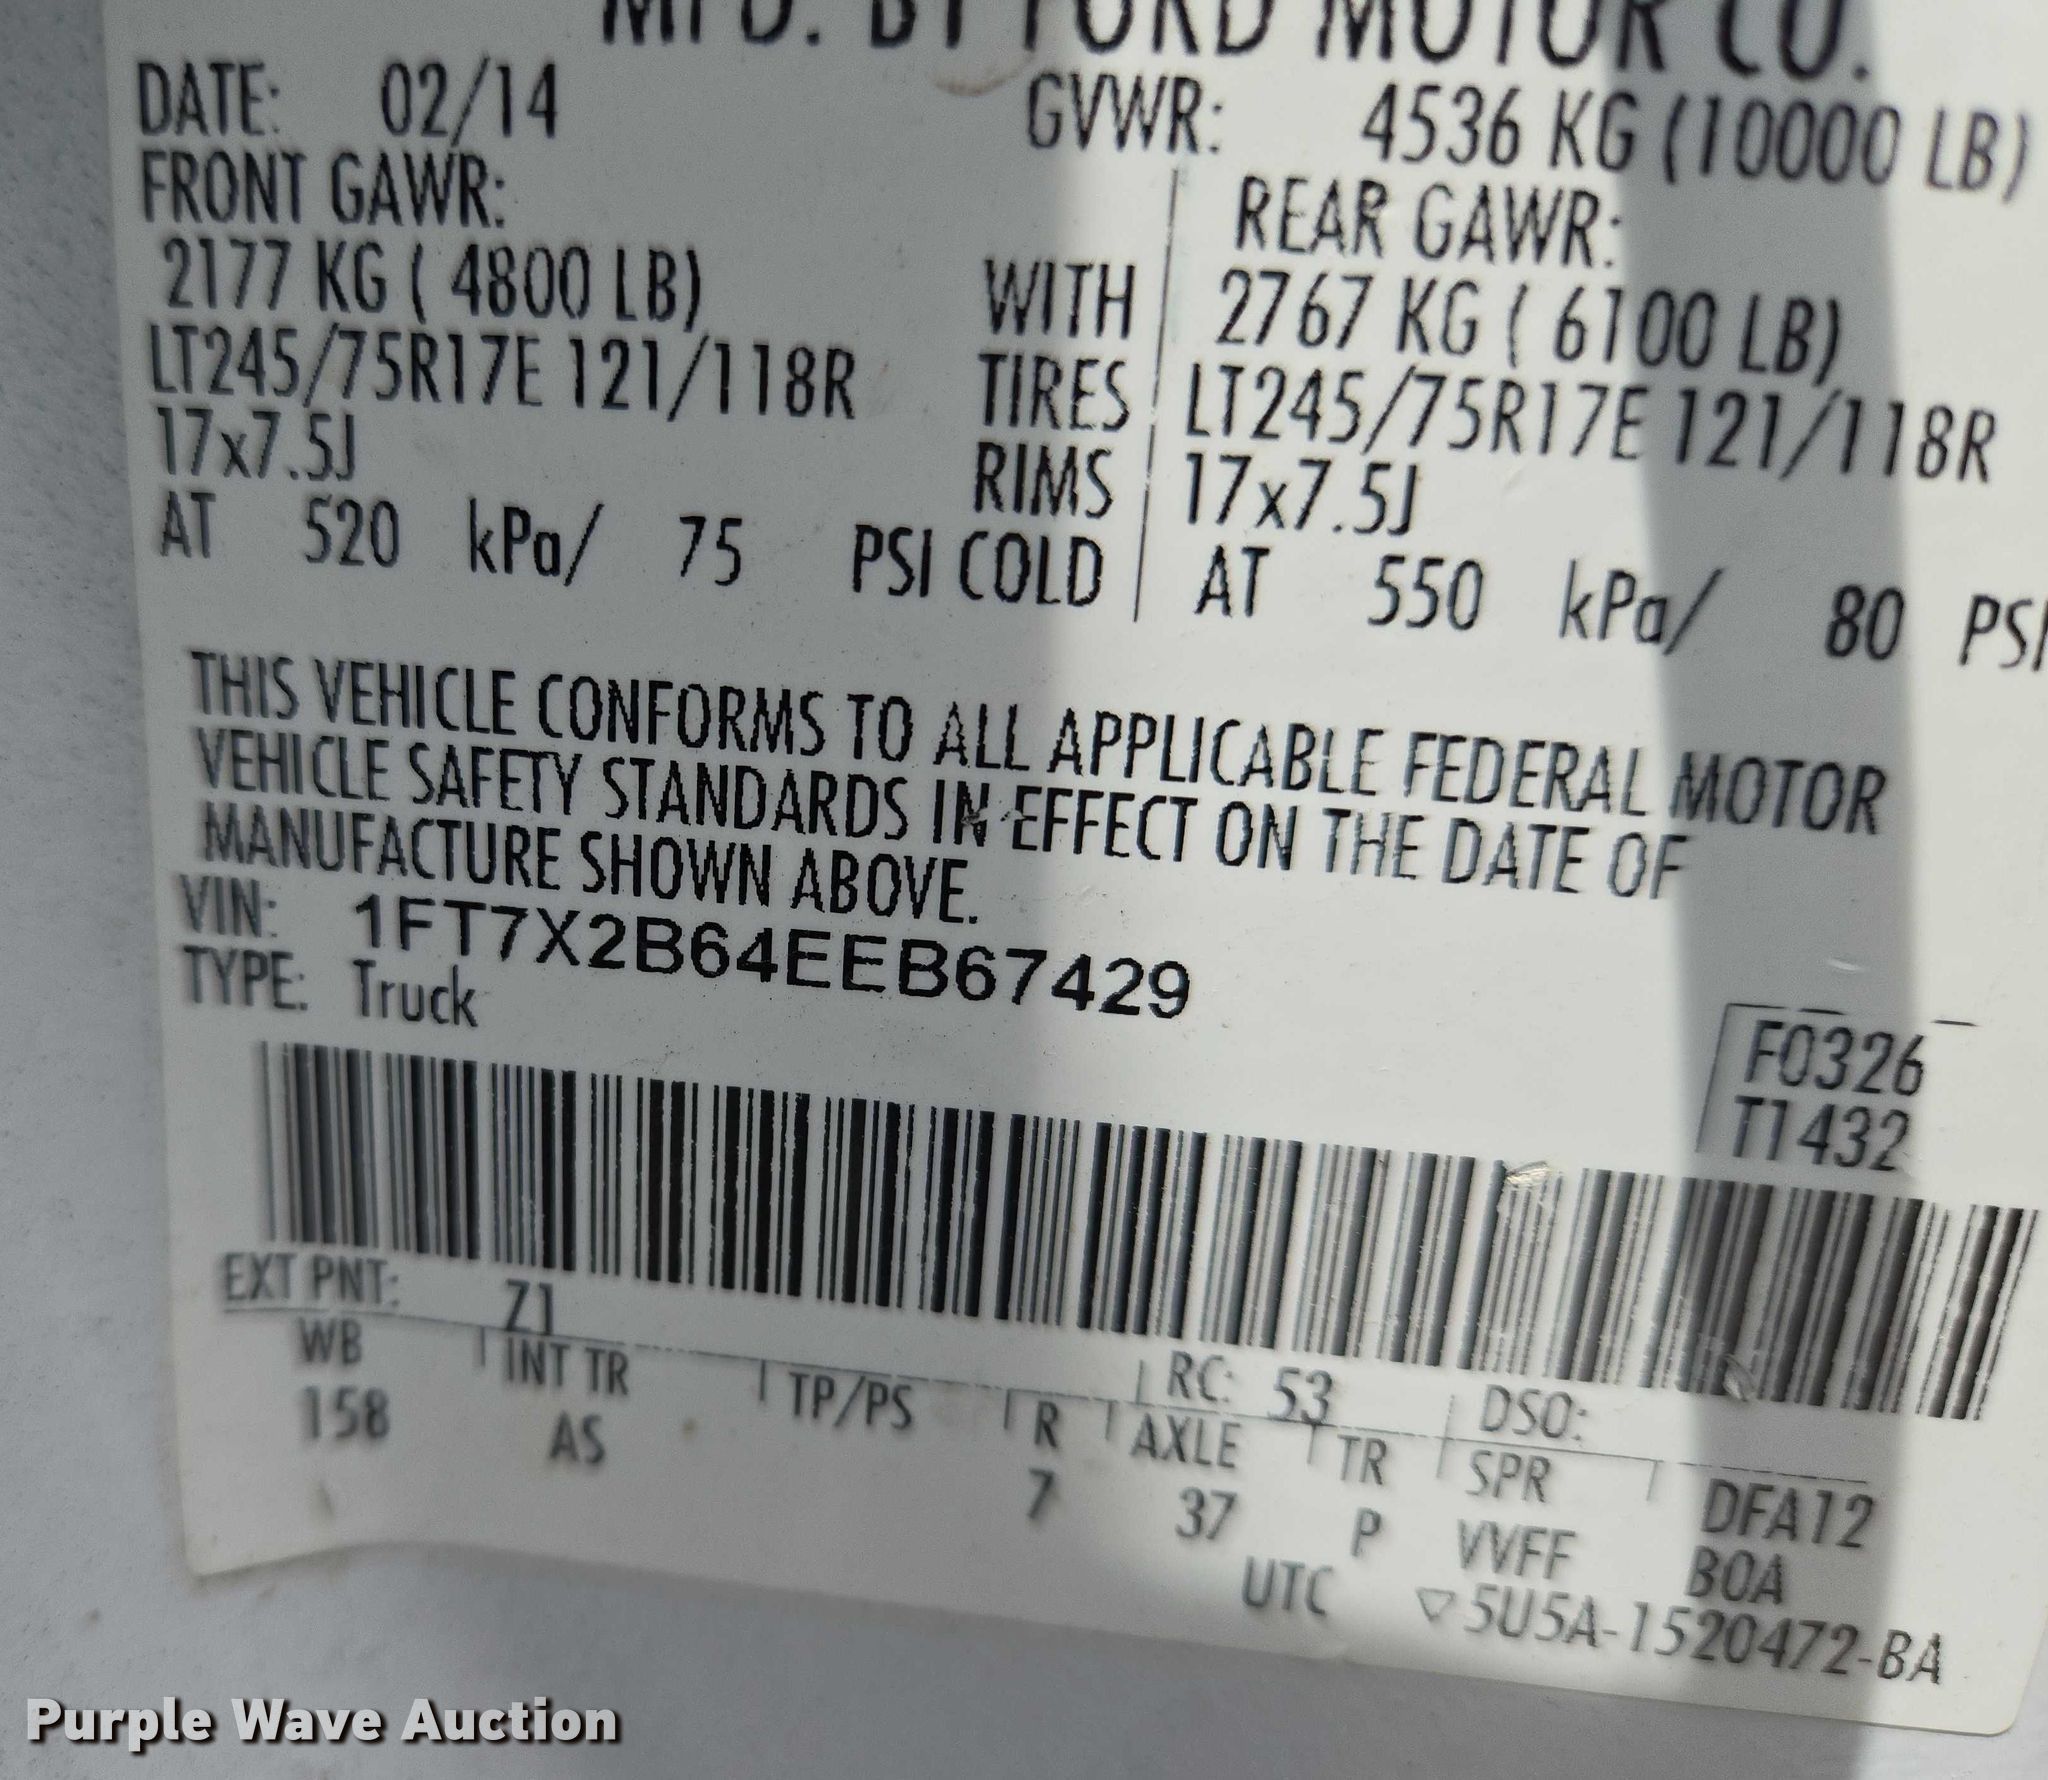 MFD. BY FORD MOTOR CO.
DATE: 02/14 GVWR: 4536 KG (10000 LB)
FRONT GAWR: REAR GAWR:
2177 KG ( 4800 LB) WITH 2767 KG ( 6100 LB)
LT245/75R17E 121/118R TIRES LT245/75R17E 121/118R
17x7.5J RIMS 17x7.5J
AT 520 kPa/ 75 PSI COLD AT 550 kPa/ 80 PSI
THIS VEHICLE CONFORMS TO ALL APPLICABLE FEDERAL MOTOR
VEHICLE SAFETY STANDARDS IN EFFECT ON THE DATE OF
MANUFACTURE SHOWN ABOVE.
VIN: 1FT7X2B64EEB67429
TYPE: Truck
F0326
T1432
EXT PNT: Z1 RC: 53 DSO:
WB INT TR TP/PS R AXLE TR SPR
158 AS 7 37 P VVFF
DFA12
BOA
UTC ▽5U5A-1520472-BA
Purple Wave Auction